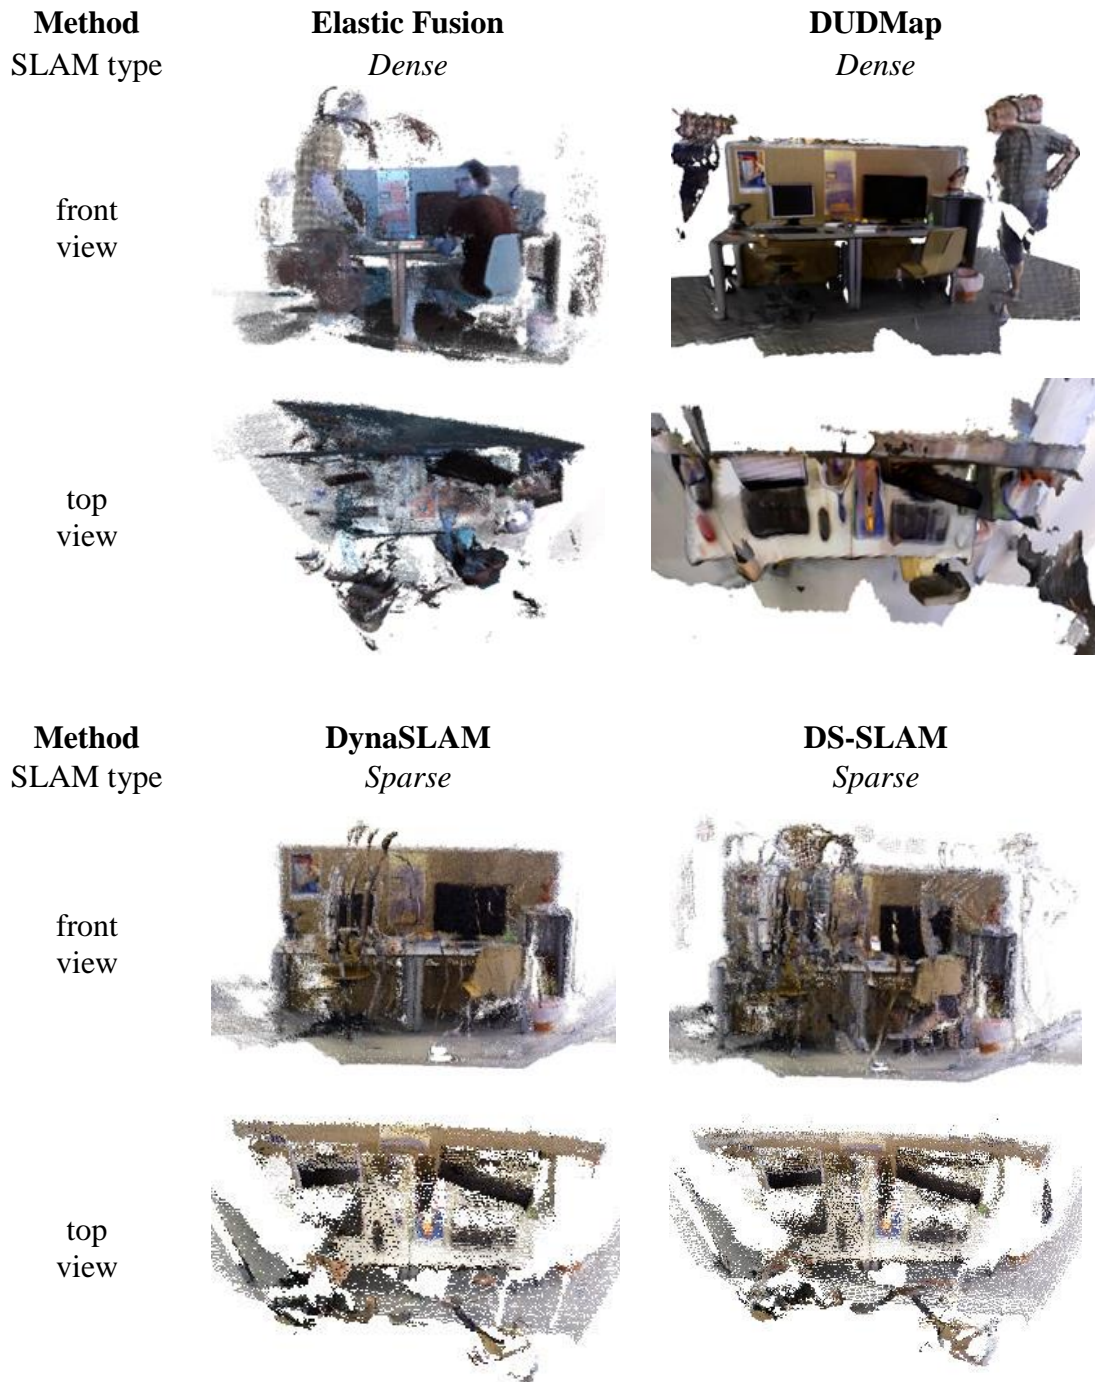 Method Elastic Fusion DUDMap
SLAM type Dense Dense
front
view
top
view
Method DynaSLAM DS-SLAM
SLAM type Sparse Sparse
front
view
top
view